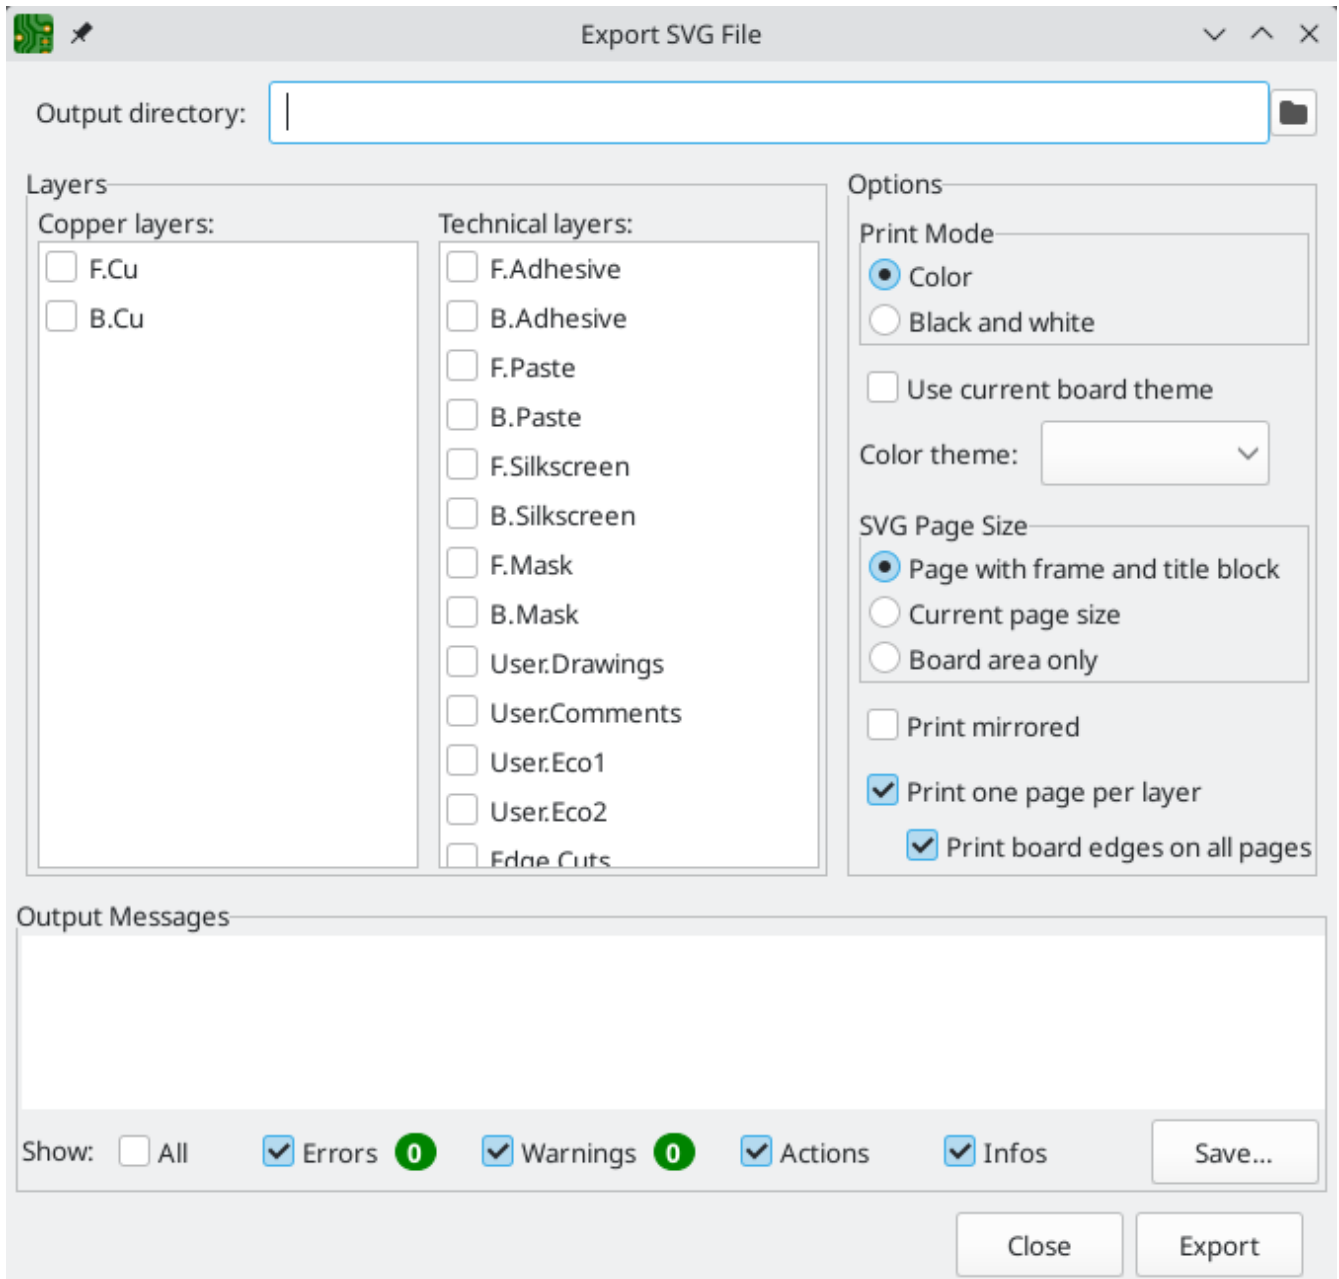 Export SVG File
Output directory:
Layers
Copper layers:
F.Cu
B.Cu
Technical layers:
F.Adhesive
B.Adhesive
F.Paste
B.Paste
F.Silkscreen
B.Silkscreen
F.Mask
B.Mask
User.Drawings
User.Comments
User.Eco1
User.Eco2
Edge.Cuts
Options
Print Mode
Color
Black and white
Use current board theme
Color theme:
SVG Page Size
Page with frame and title block
Current page size
Board area only
Print mirrored
Print one page per layer
Print board edges on all pages
Output Messages
Show: All Errors 0 Warnings 0 Actions Infos Save...
Close Export